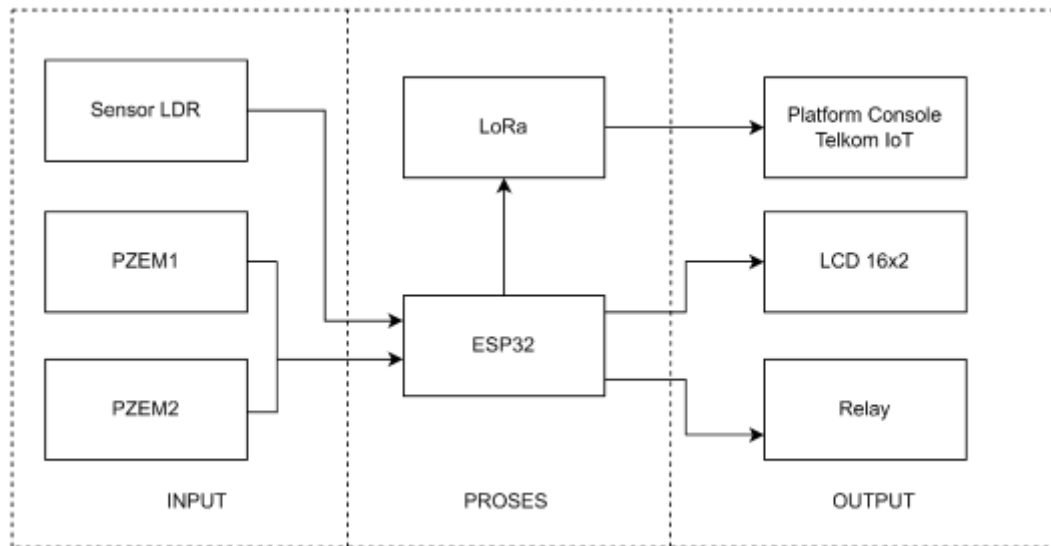 Sensor LDR
PZEM1
PZEM2
INPUT
LoRa
ESP32
PROSES
Platform Console
Telkom IoT
LCD 16x2
Relay
OUTPUT